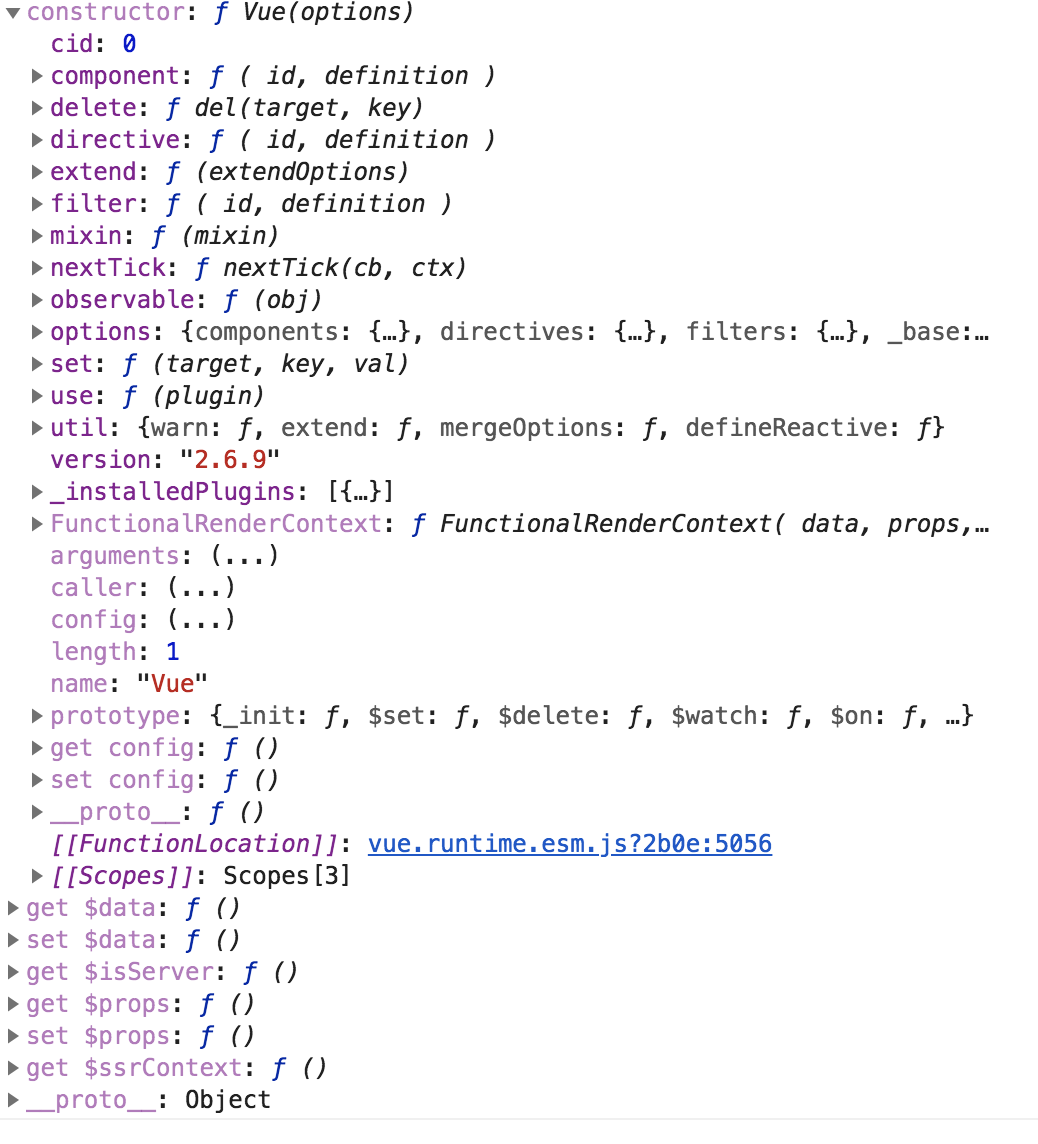 ▼constructor: ƒ Vue(options)
cid: 0
▶component: ƒ ( id, definition )
▶delete: ƒ del(target, key)
▶directive: ƒ ( id, definition )
▶extend: ƒ (extendOptions)
▶filter: ƒ ( id, definition )
▶mixin: ƒ (mixin)
▶nextTick: ƒ nextTick(cb, ctx)
▶observable: ƒ (obj)
▶options: {components: {…}, directives: {…}, filters: {…}, _base:…
▶set: ƒ (target, key, val)
▶use: ƒ (plugin)
▶util: {warn: ƒ, extend: ƒ, mergeOptions: ƒ, defineReactive: ƒ}
version: "2.6.9"
▶_installedPlugins: [{…}]
▶FunctionalRenderContext: ƒ FunctionalRenderContext( data, props,…
arguments: (...)
caller: (...)
config: (...)
length: 1
name: "Vue"
▶prototype: {_init: ƒ, $set: ƒ, $delete: ƒ, $watch: ƒ, $on: ƒ, …}
▶get config: ƒ ()
▶set config: ƒ ()
▶__proto__: ƒ ()
[[FunctionLocation]]: vue.runtime.esm.js?2b0e:5056
▶[[Scopes]]: Scopes[3]
▶get $data: ƒ ()
▶set $data: ƒ ()
▶get $isServer: ƒ ()
▶get $props: ƒ ()
▶set $props: ƒ ()
▶get $ssrContext: ƒ ()
▶__proto__: Object